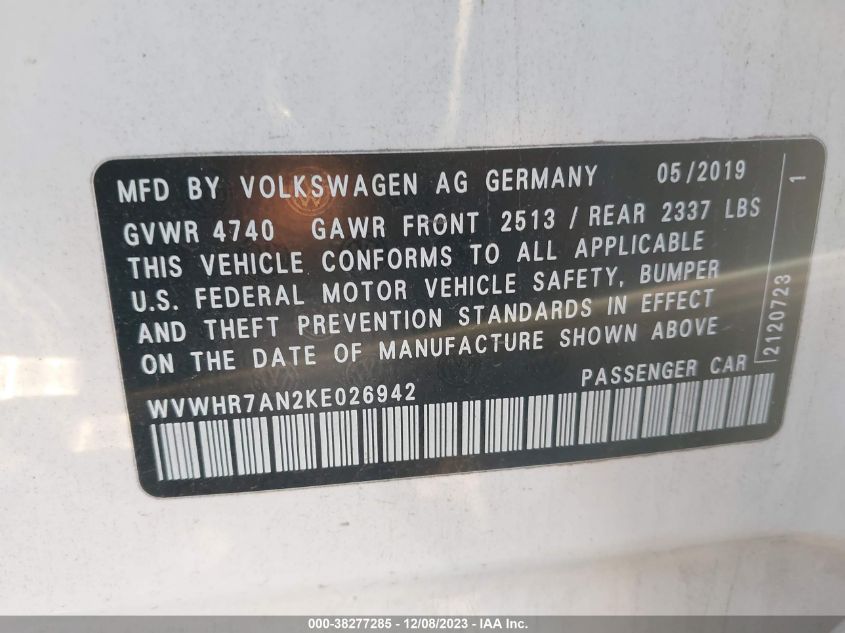 MFD BY VOLKSWAGEN AG GERMANY 05/2019
GVWR 4740 GAWR FRONT 2513 / REAR 2337 LBS
THIS VEHICLE CONFORMS TO ALL APPLICABLE
U.S. FEDERAL MOTOR VEHICLE SAFETY, BUMPER
AND THEFT PREVENTION STANDARDS IN EFFECT
ON THE DATE OF MANUFACTURE SHOWN ABOVE
WVWHR7AN2KE026942 PASSENGER CAR
2120723 1
000-38277285 - 12/08/2023 - IAA Inc.